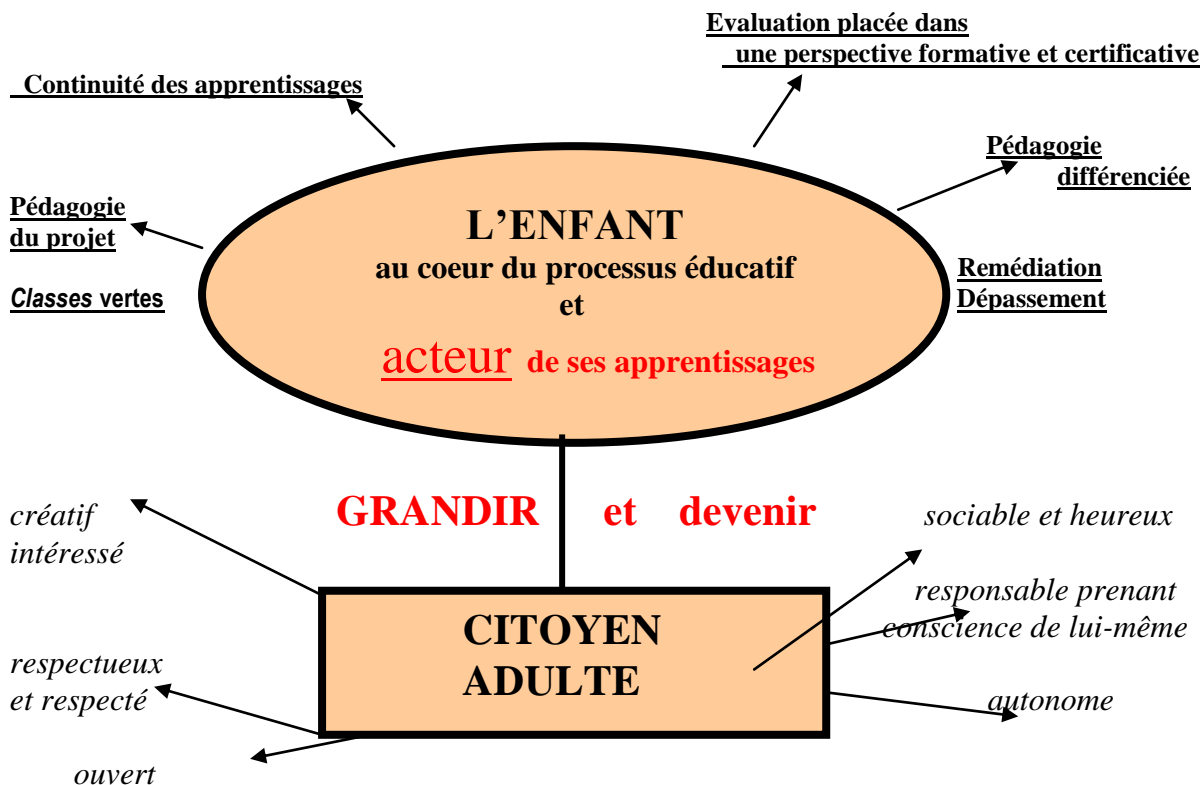 Evaluation placée dans
une perspective formative et certificative
Continuité des apprentissages
Pédagogie
différenciée
Pédagogie
du projet
Classes vertes
L’ENFANT
au coeur du processus éducatif
et
acteur de ses apprentissages
Remédiation
Dépassement
GRANDIR et devenir
créatif
intéressé
sociable et heureux
responsable prenant
conscience de lui-même
CITOYEN
ADULTE
respectueux
et respecté
autonome
ouvert